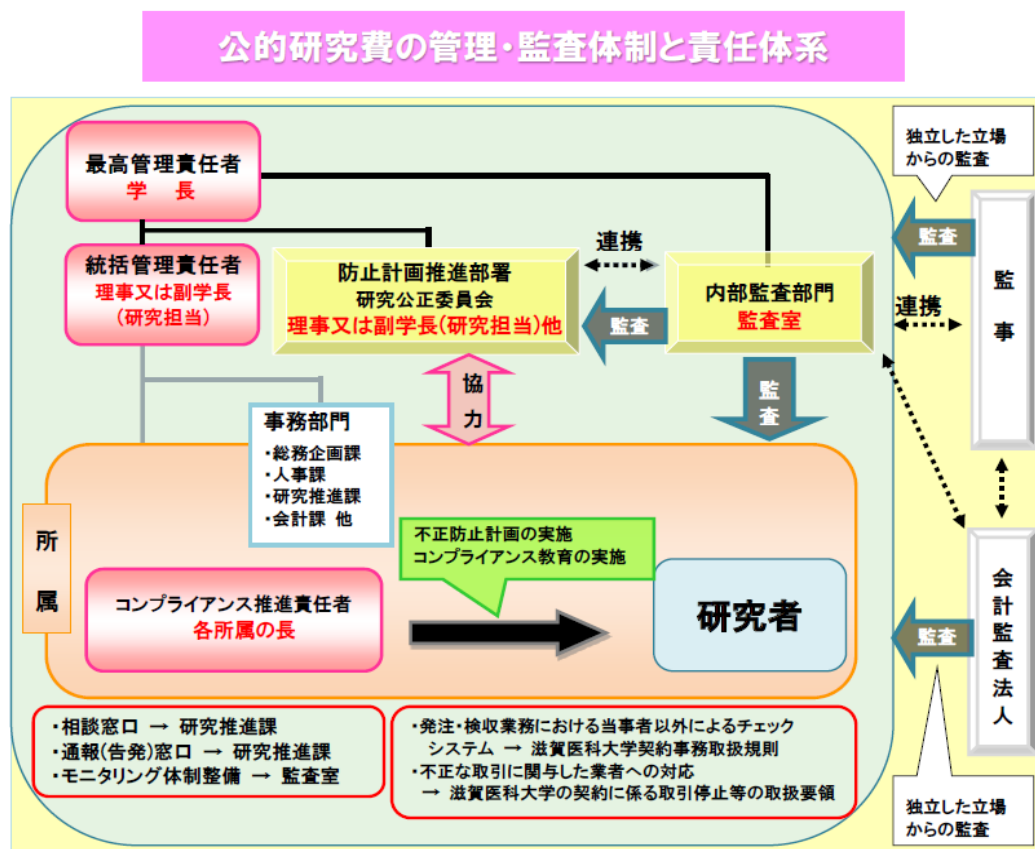 公的研究費の管理・監査体制と責任体系
独立した立場
からの監査
最高管理責任者
学　長
監査
監事
統括管理責任者
理事又は副学長
（研究担当）
防止計画推進部署
研究公正委員会
理事又は副学長（研究担当）他
連携
内部監査部門
監査室
監査
連携
協力
監査
事務部門
・総務企画課
・人事課
・研究推進課
・会計課 他
所属
不正防止計画の実施
コンプライアンス教育の実施
コンプライアンス推進責任者
各所属の長
研究者
監査
会計監査法人
・相談窓口 → 研究推進課
・通報（告発）窓口 → 研究推進課
・モニタリング体制整備 → 監査室
・発注・検収業務における当事者以外によるチェック
システム → 滋賀医科大学契約事務取扱規則
・不正な取引に関与した業者への対応
→ 滋賀医科大学の契約に係る取引停止等の取扱要領
独立した立場
からの監査